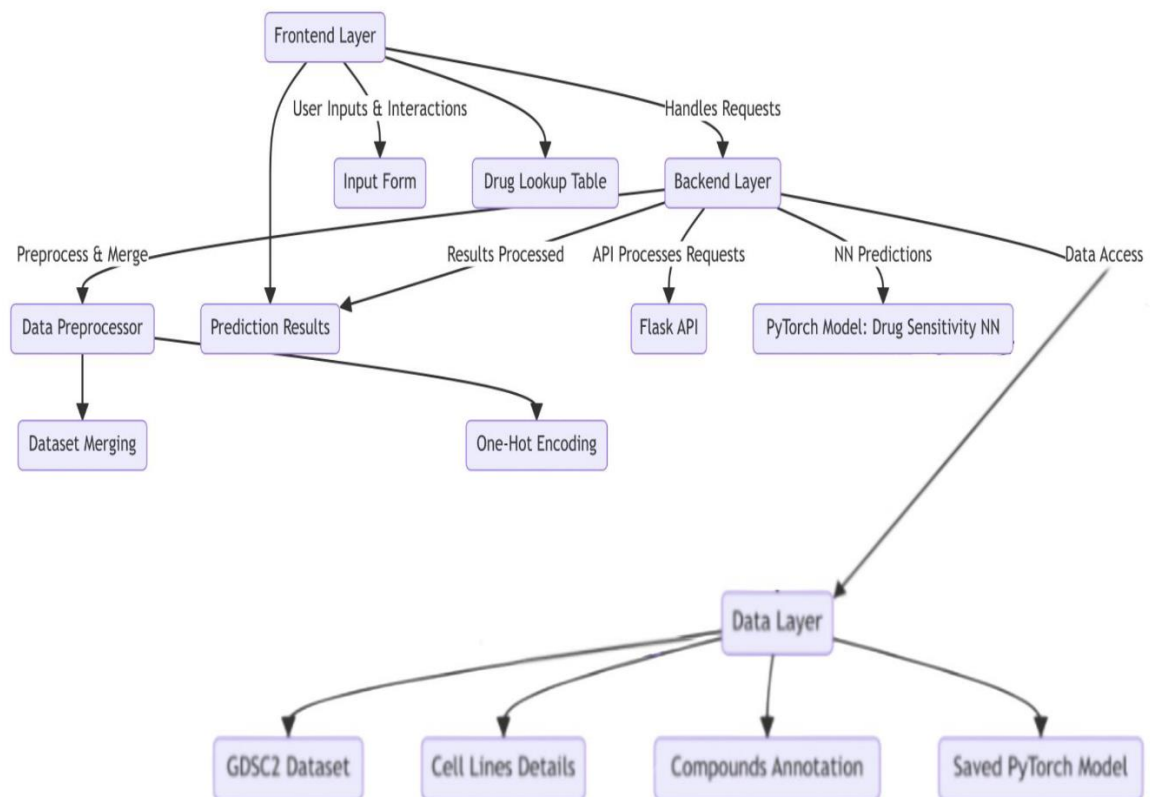 Frontend Layer
User Inputs & Interactions
Handles Requests
Input Form
Drug Lookup Table
Backend Layer
Preprocess & Merge
Results Processed
API Processes Requests
NN Predictions
Data Access
Data Preprocessor
Prediction Results
Flask API
PyTorch Model: Drug Sensitivity NN
Dataset Merging
One-Hot Encoding
Data Layer
GDSC2 Dataset
Cell Lines Details
Compounds Annotation
Saved PyTorch Model